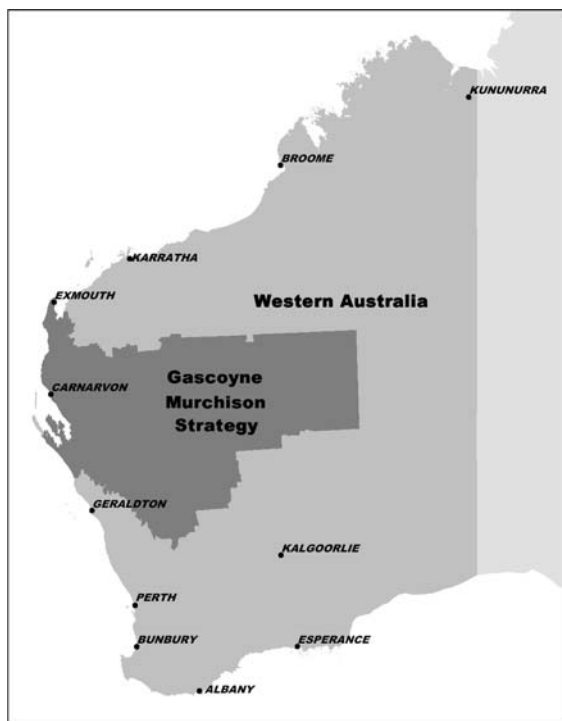 KUNUNURRA
BROOME
KARRATHA
EXMOUTH
Western Australia
Gascoyne
Murchison
Strategy
CARNARVON
GERALDTON
KALGOORLIE
PERTH
BUNBURY
ESPERANCE
ALBANY